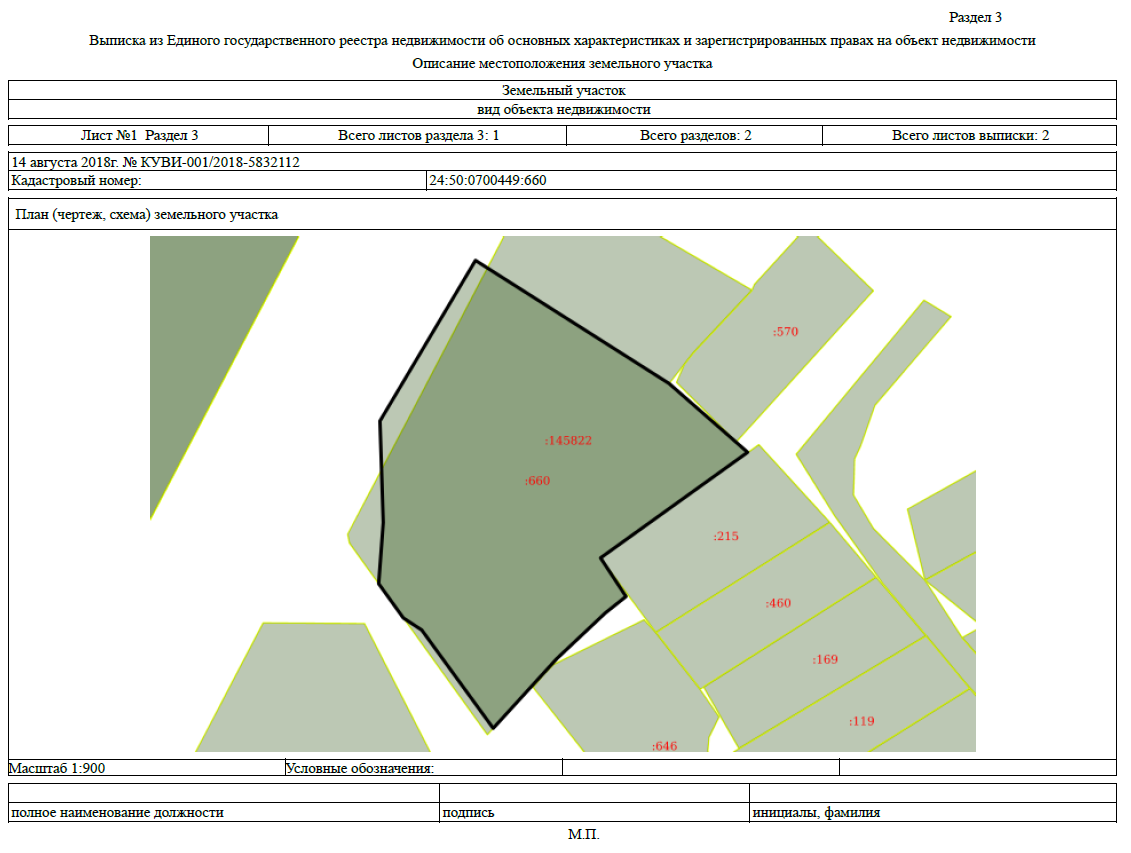 Раздел 3
Выписка из Единого государственного реестра недвижимости об основных характеристиках и зарегистрированных правах на объект недвижимости
Описание местоположения земельного участка
Земельный участок
вид объекта недвижимости
Лист №1 Раздел 3 Всего листов раздела 3: 1 Всего разделов: 2 Всего листов выписки: 2
14 августа 2018г. № КУВИ-001/2018-5832112
Кадастровый номер: 24:50:0700449:660
План (чертеж, схема) земельного участка
:570
:145822
:660
:215
:460
:169
:119
:646
Масштаб 1:900 Условные обозначения:
полное наименование должности подпись инициалы, фамилия
М.П.